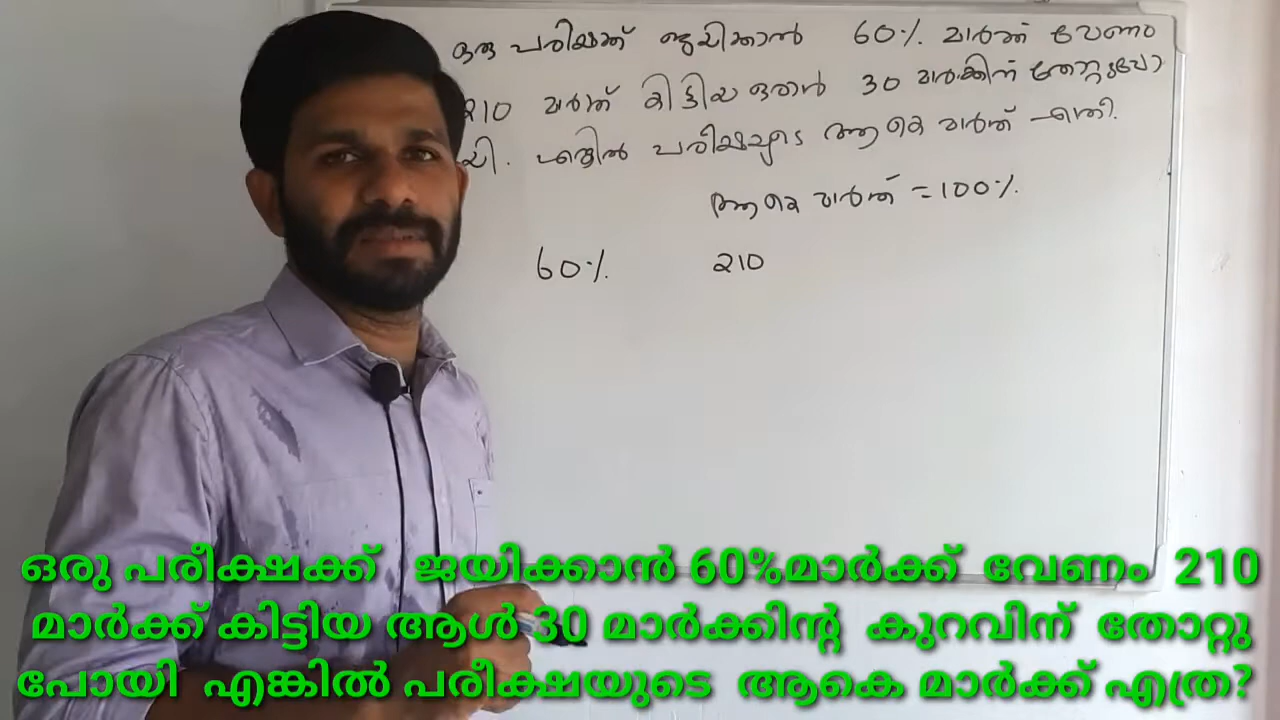 ഒരു പരീക്ഷക്ക് ജയിക്കാൻ 60% മാർക്ക് വേണം
210 മാർക്ക് കിട്ടിയ ഒരാൾ 30 മാർക്കിന് തോറ്റുപോ
യി. എങ്കിൽ പരീക്ഷയുടെ ആകെ മാർക്ക് എത്ര.
ആകെ മാർക്ക് = 100%.
60% 210
ഒരു പരീക്ഷക്ക് ജയിക്കാൻ 60%മാർക്ക് വേണം 210
മാർക്ക് കിട്ടിയ ആൾ 30 മാർക്കിന്റ കുറവിന് തോറ്റു
പോയി എങ്കിൽ പരീക്ഷയുടെ ആകെ മാർക്ക് എത്ര?